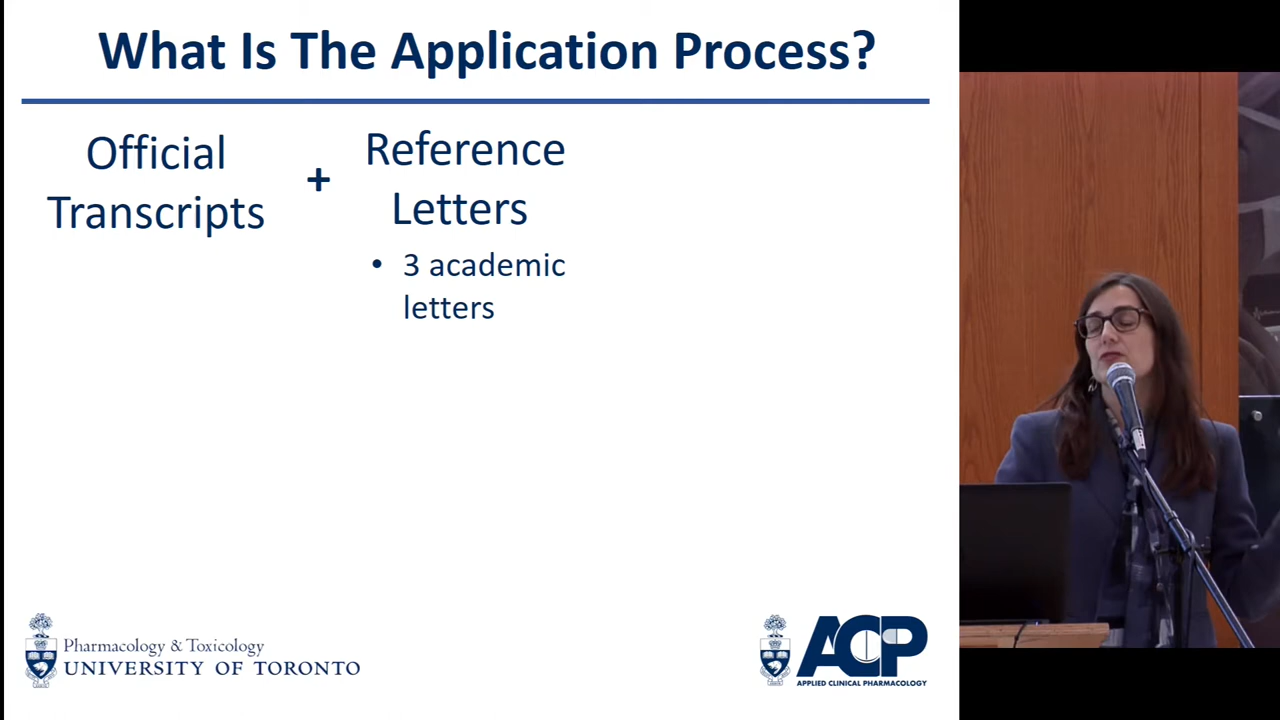 What Is The Application Process?
Official
Transcripts
+
Reference
Letters
• 3 academic
letters
Pharmacology & Toxicology
UNIVERSITY OF TORONTO
ACP
APPLIED CLINICAL PHARMACOLOGY